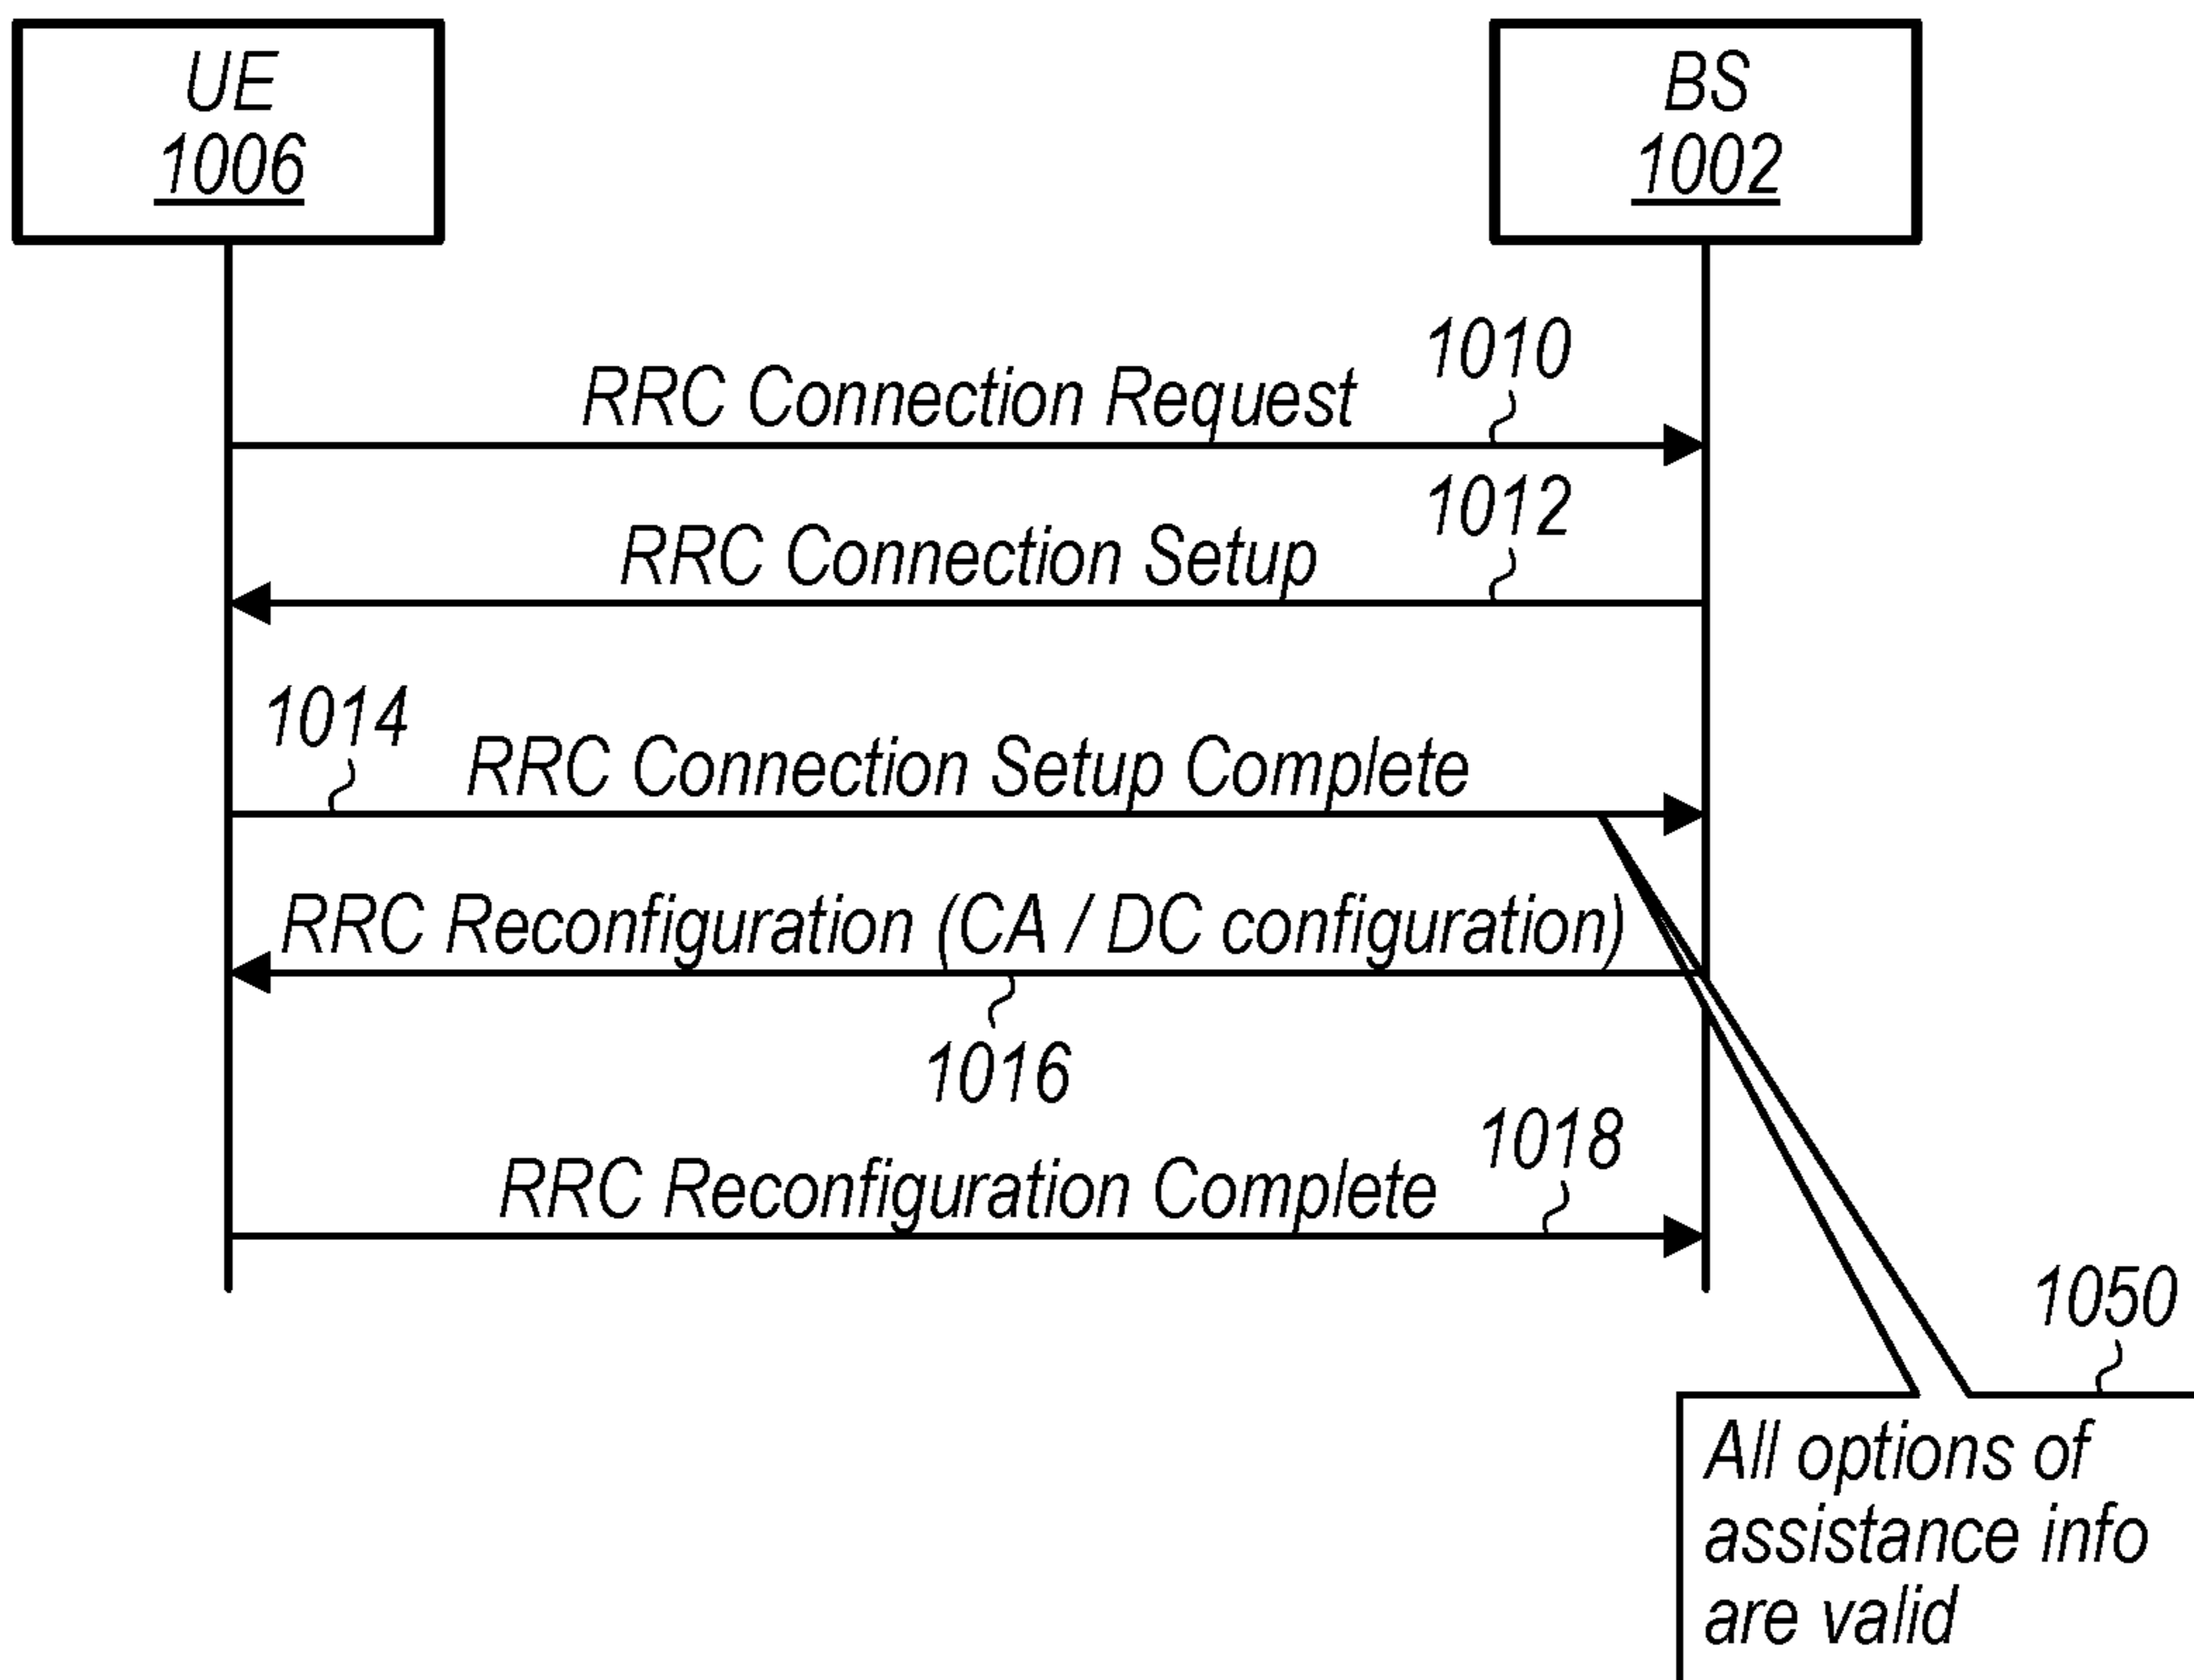 UE
1006
BS
1002
1010
RRC Connection Request
1012
RRC Connection Setup
1014
RRC Connection Setup Complete
RRC Reconfiguration (CA / DC configuration)
1016
1018
RRC Reconfiguration Complete
1050
All options of
assistance info
are valid